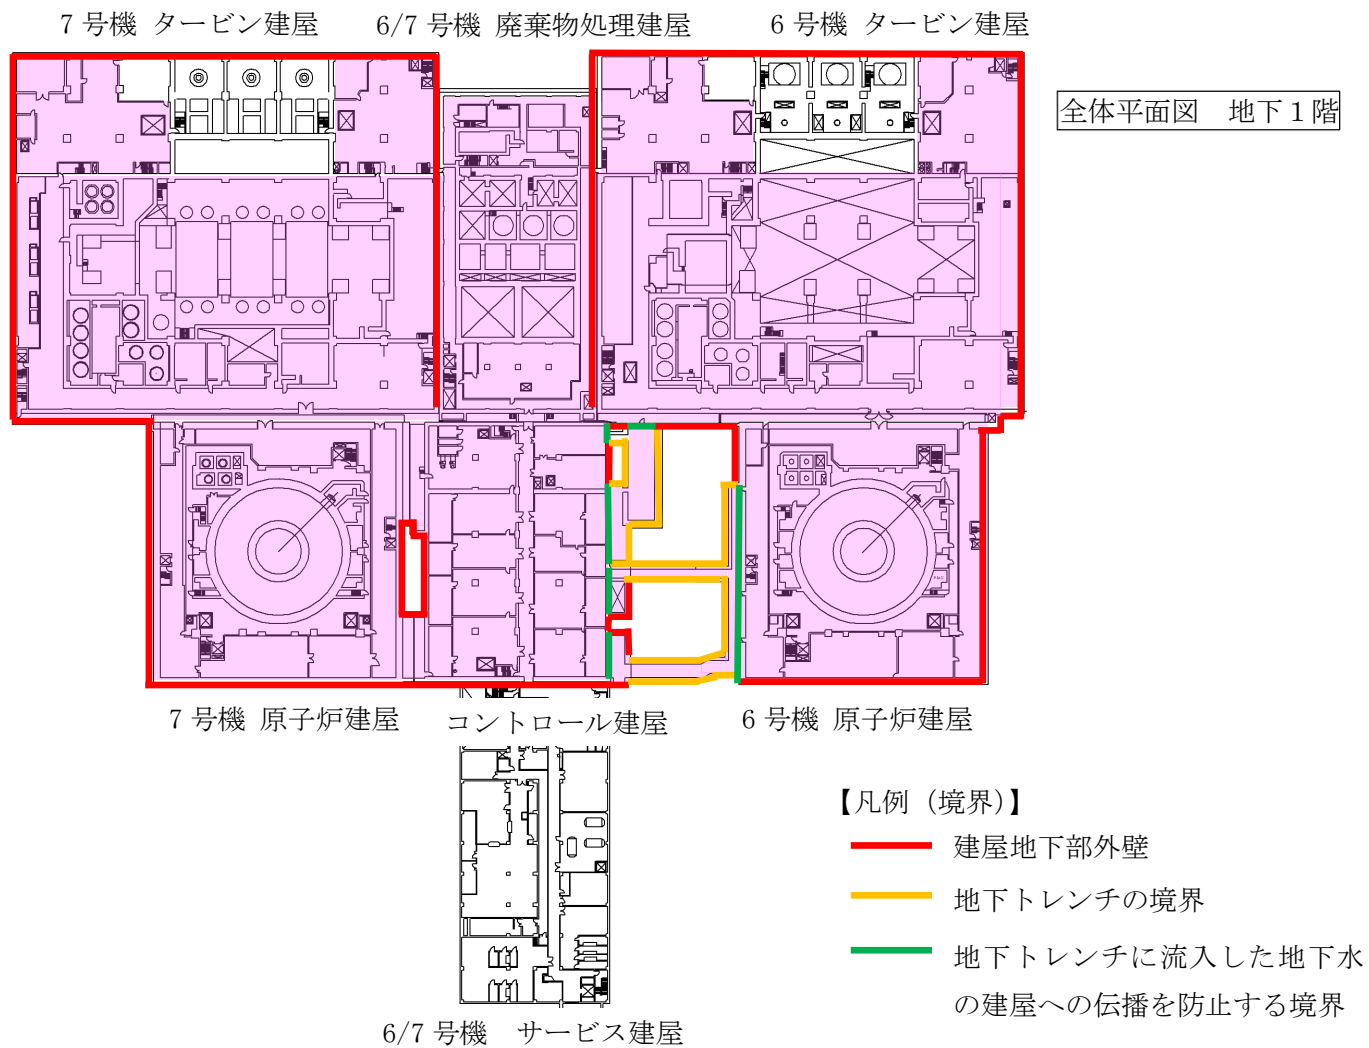 7 号機 タービン建屋
6/7 号機 廃棄物処理建屋
6 号機 タービン建屋
全体平面図　地下１階
7 号機 原子炉建屋
コントロール建屋
6 号機 原子炉建屋
【凡例（境界）】
建屋地下部外壁
地下トレンチの境界
地下トレンチに流入した地下水
の建屋への伝播を防止する境界
6/7 号機　サービス建屋